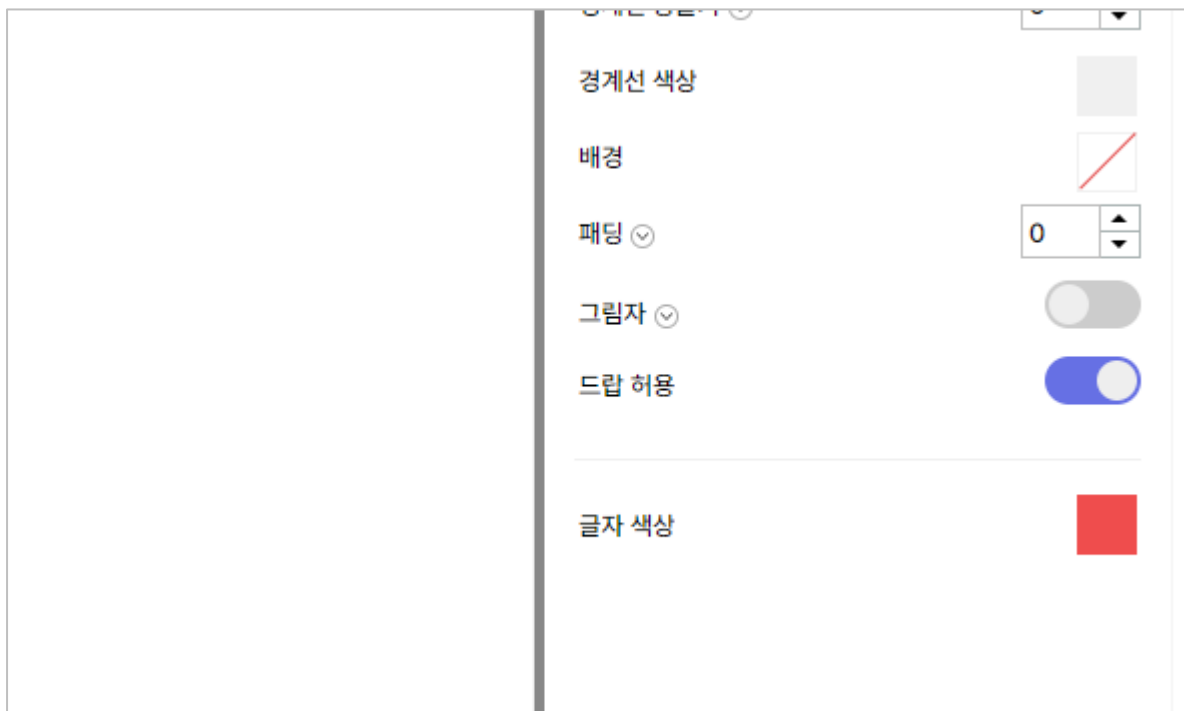 경계선 색상
배경
패딩
0
그림자
드랍 허용
글자 색상